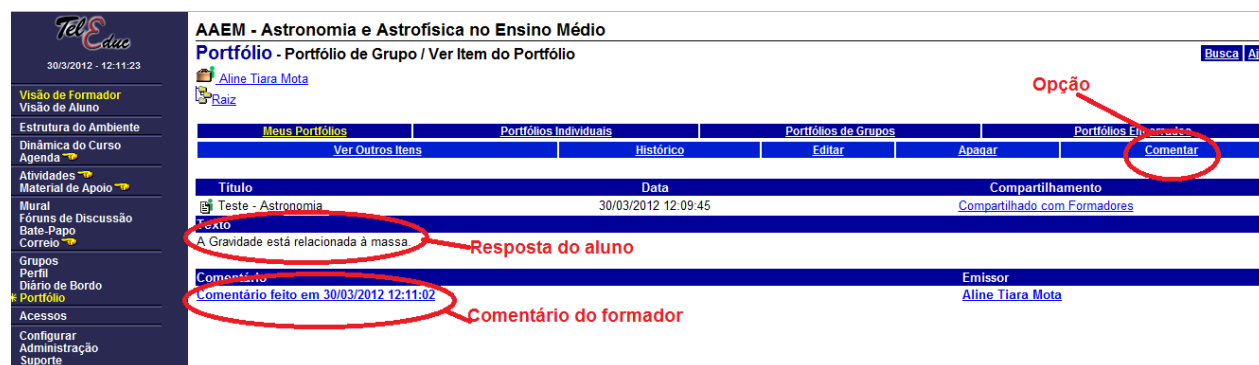 TelEduc
30/3/2012 - 12:11:23
Visão de Formador
Visão de Aluno
Estrutura do Ambiente
Dinâmica do Curso
Agenda
Atividades
Material de Apoio
Mural
Fóruns de Discussão
Bate-Papo
Correio
Grupos
Perfil
Diário de Bordo
* Portfólio
Acessos
Configurar
Administração
Suporte
AAEM - Astronomia e Astrofísica no Ensino Médio
Portfólio - Portfólio de Grupo / Ver Item do Portfólio
Busca
Aline Tiara Mota
Raiz
Opção
Meus Portfólios Portfólios Individuais Portfólios de Grupos Portfólios Encerrados
Ver Outros Itens Histórico Editar Apagar Comentar
Título Data Compartilhamento
Teste - Astronomia 30/03/2012 12:09:45 Compartilhado com Formadores
Texto
A Gravidade está relacionada à massa.
Resposta do aluno
Comentário Emissor
Comentário feito em 30/03/2012 12:11:02 Aline Tiara Mota
Comentário do formador